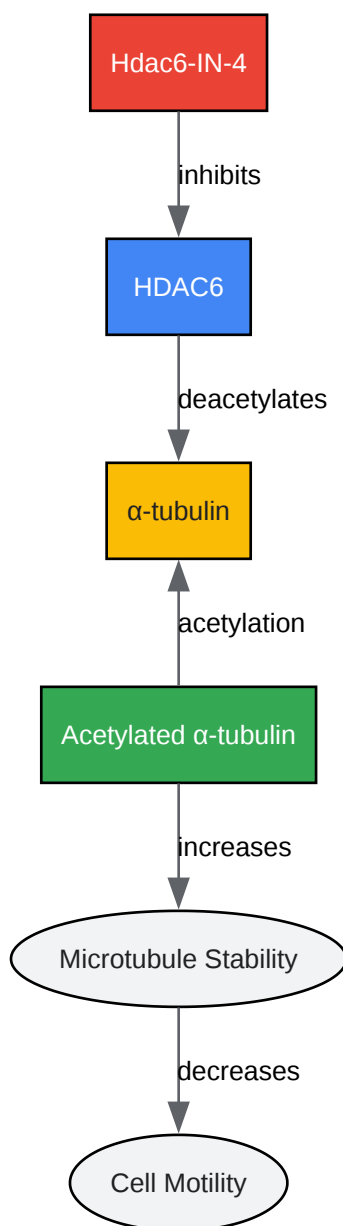 Hdac6-IN-4
inhibits
HDAC6
deacetylates
α-tubulin
acetylation
Acetylated α-tubulin
increases
Microtubule Stability
decreases
Cell Motility